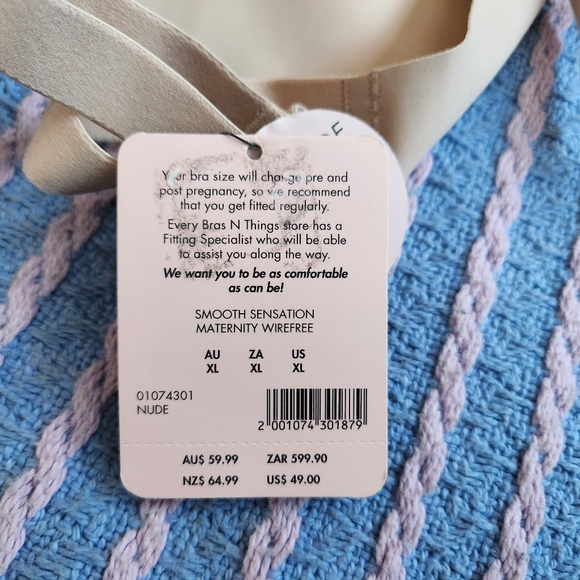 Your bra size will change pre and
post pregnancy, so we recommend
that you get fitted regularly.
Every Bras N Things store has a
Fitting Specialist who will be able
to assist you along the way.
We want you to be as comfortable
as can be!
SMOOTH SENSATION
MATERNITY WIREFREE
AU ZA US
XL XL XL
01074301
NUDE
2 001074 301879
AU$ 59.99 ZAR 599.90
NZ$ 64.99 US$ 49.00